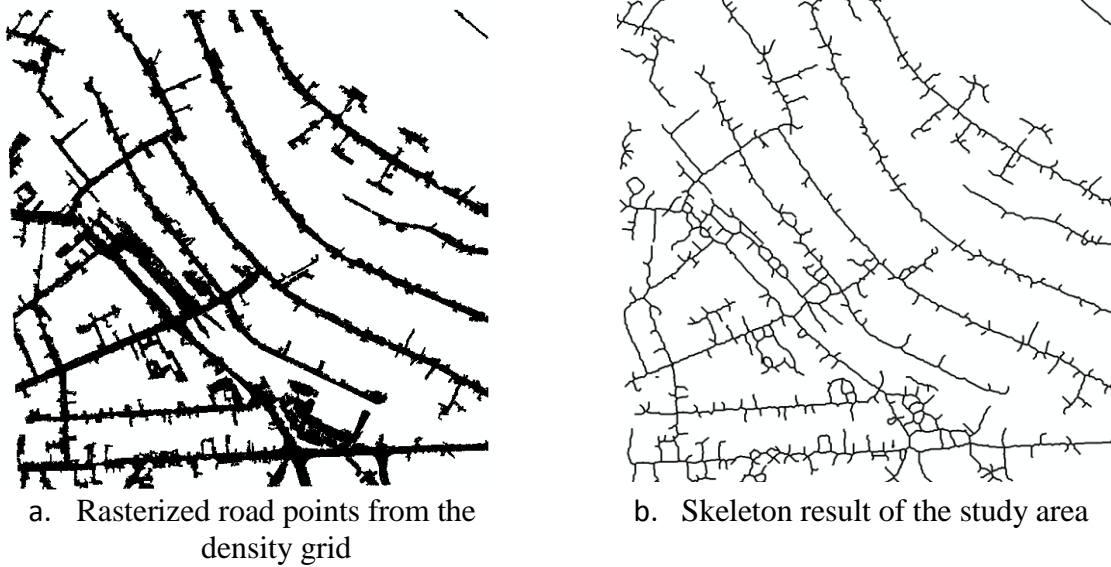 a. Rasterized road points from the
density grid
b. Skeleton result of the study area